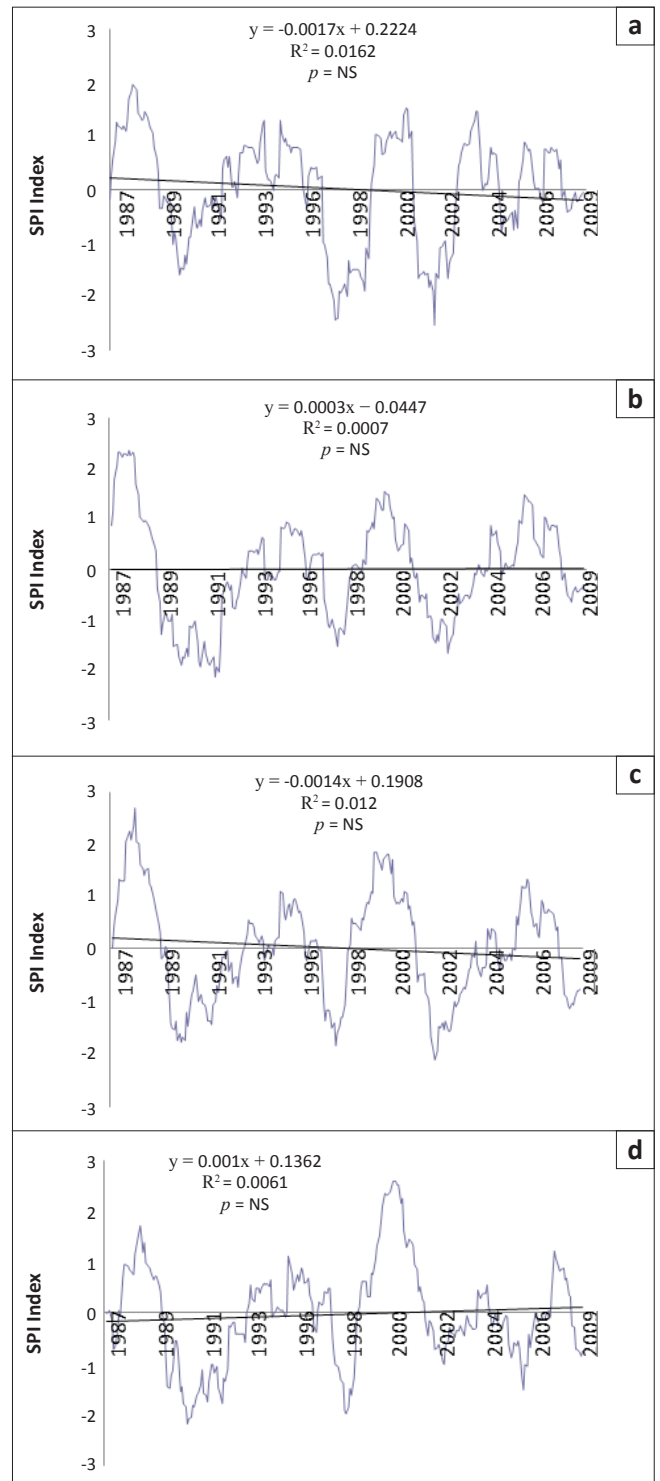 a
y = -0.0017x + 0.2224
R² = 0.0162
p = NS
3
2
1
0
-1
-2
-3
SPI Index
1987 1989 1991 1993 1996 1998 2000 2002 2004 2006 2009
b
y = 0.0003x − 0.0447
R² = 0.0007
p = NS
3
2
1
0
-1
-2
-3
SPI Index
1987 1989 1991 1993 1996 1998 2000 2002 2004 2006 2009
c
y = -0.0014x + 0.1908
R² = 0.012
p = NS
3
2
1
0
-1
-2
-3
SPI Index
1987 1989 1991 1993 1996 1998 2000 2002 2004 2006 2009
d
y = 0.001x + 0.1362
R² = 0.0061
p = NS
3
2
1
0
-1
-2
-3
SPI Index
1987 1989 1991 1993 1996 1998 2000 2002 2004 2006 2009